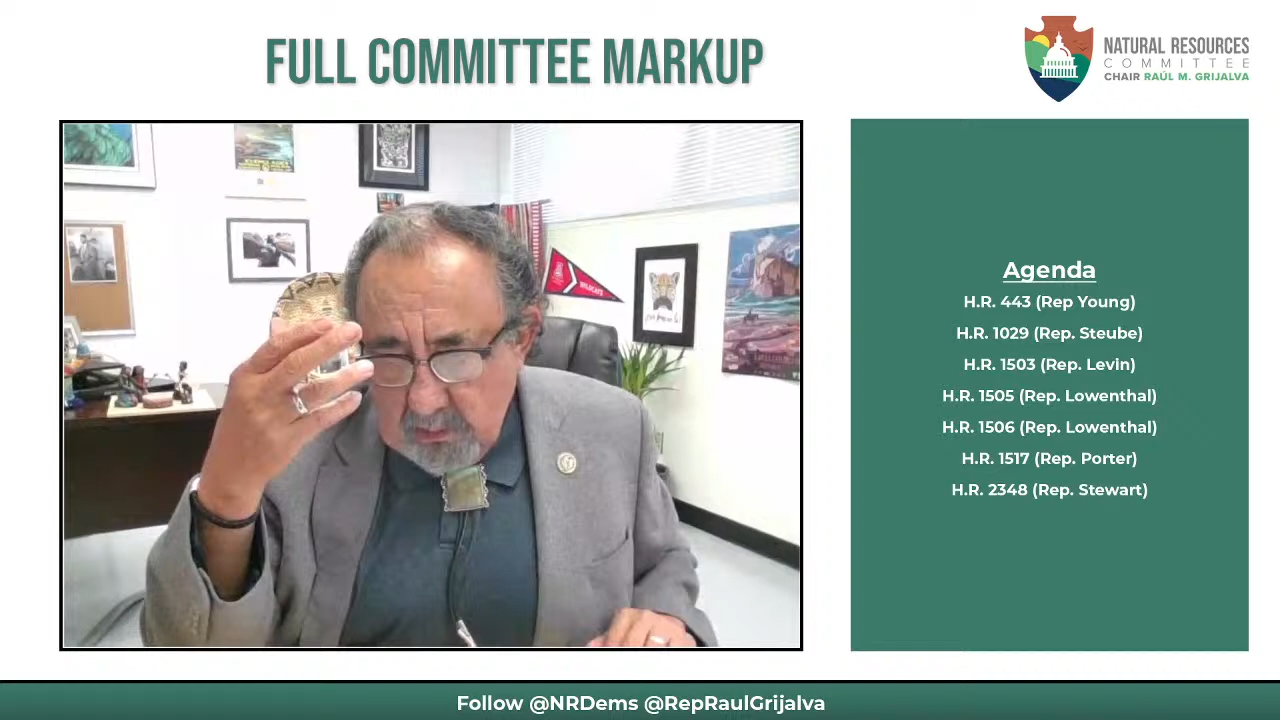 FULL COMMITTEE MARKUP
NATURAL RESOURCES
COMMITTEE
CHAIR RAÚL M. GRIJALVA
WILDCATS
Agenda
H.R. 443 (Rep Young)
H.R. 1029 (Rep. Steube)
H.R. 1503 (Rep. Levin)
H.R. 1505 (Rep. Lowenthal)
H.R. 1506 (Rep. Lowenthal)
H.R. 1517 (Rep. Porter)
H.R. 2348 (Rep. Stewart)
Follow @NRDems @RepRaulGrijalva